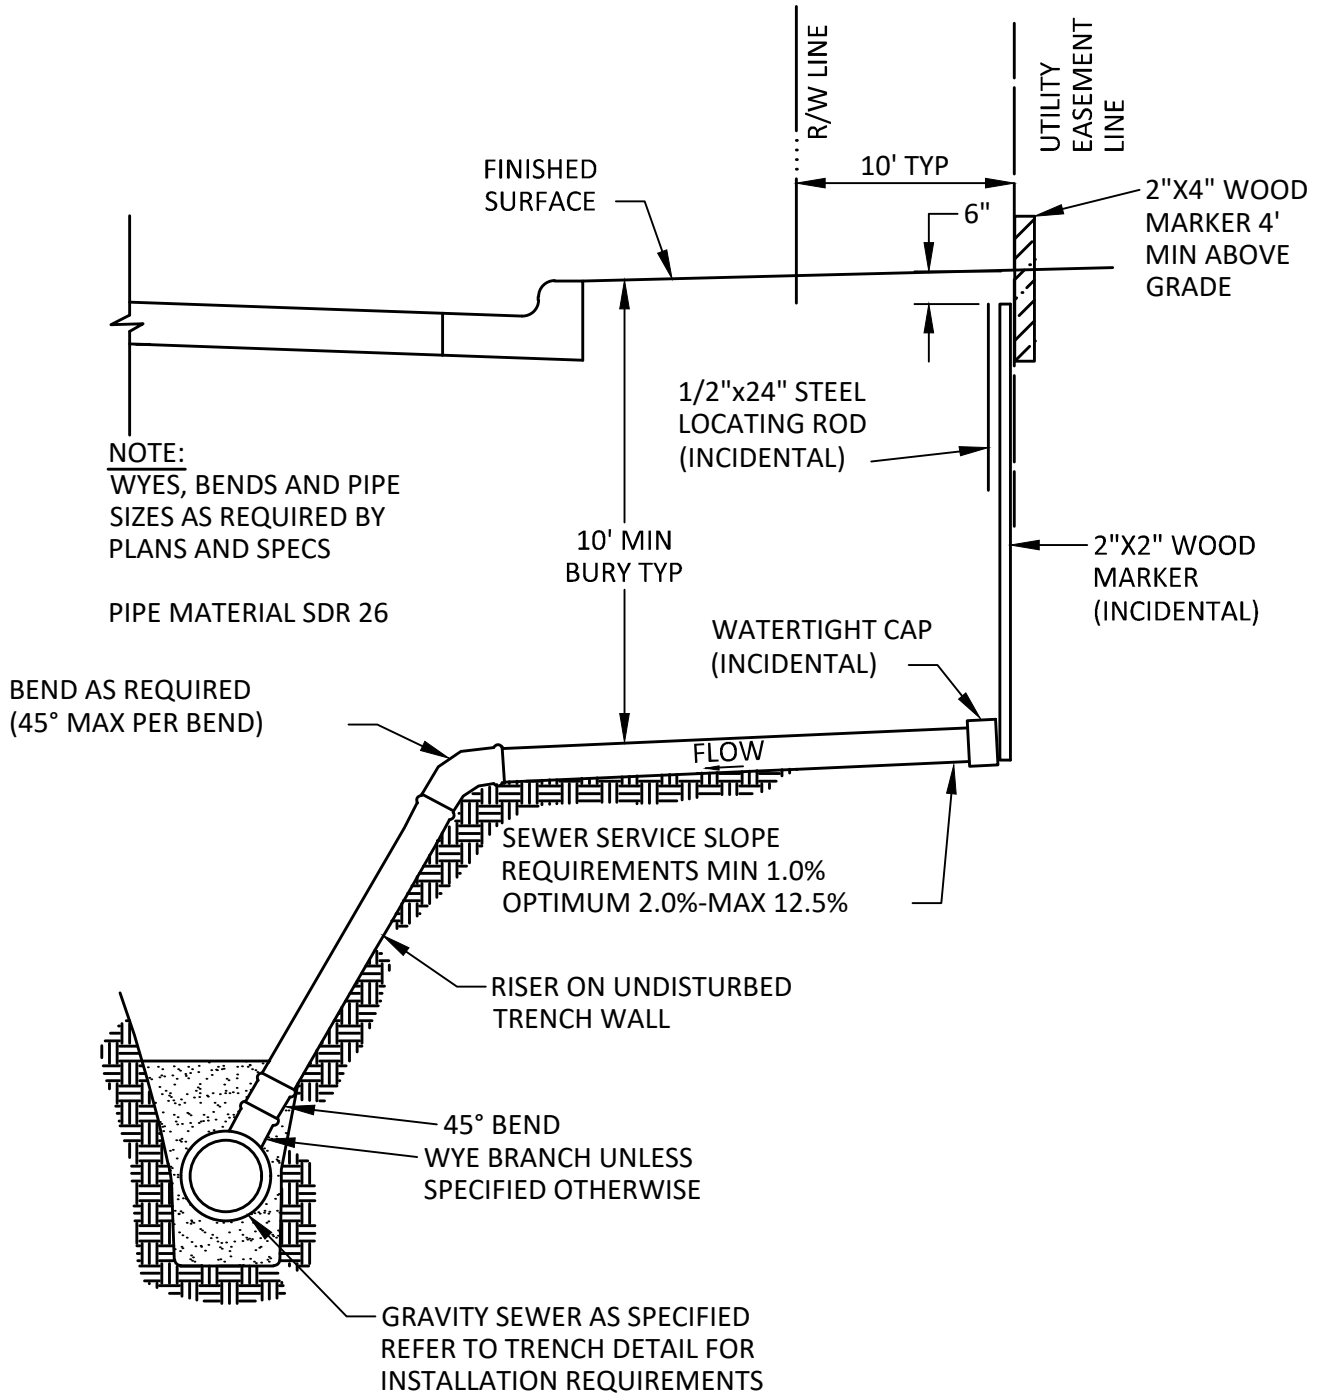 R/W LINE
UTILITY
EASEMENT
LINE
FINISHED
SURFACE
10' TYP
6"
2"X4" WOOD
MARKER 4'
MIN ABOVE
GRADE
1/2"x24" STEEL
LOCATING ROD
(INCIDENTAL)
NOTE:
WYES, BENDS AND PIPE
SIZES AS REQUIRED BY
PLANS AND SPECS
PIPE MATERIAL SDR 26
10' MIN
BURY TYP
2"X2" WOOD
MARKER
(INCIDENTAL)
WATERTIGHT CAP
(INCIDENTAL)
BEND AS REQUIRED
(45° MAX PER BEND)
FLOW
SEWER SERVICE SLOPE
REQUIREMENTS MIN 1.0%
OPTIMUM 2.0%-MAX 12.5%
RISER ON UNDISTURBED
TRENCH WALL
45° BEND
WYE BRANCH UNLESS
SPECIFIED OTHERWISE
GRAVITY SEWER AS SPECIFIED
REFER TO TRENCH DETAIL FOR
INSTALLATION REQUIREMENTS